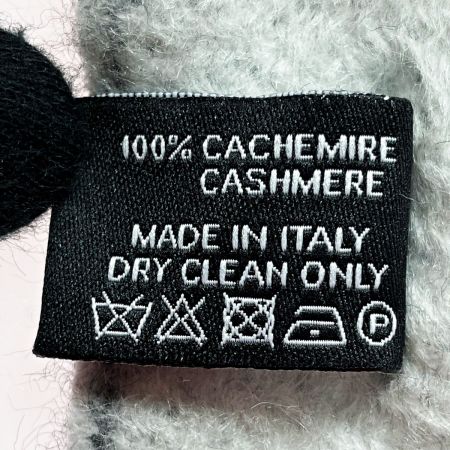 100% CACHEMIRE
CASHMERE
MADE IN ITALY
DRY CLEAN ONLY
P